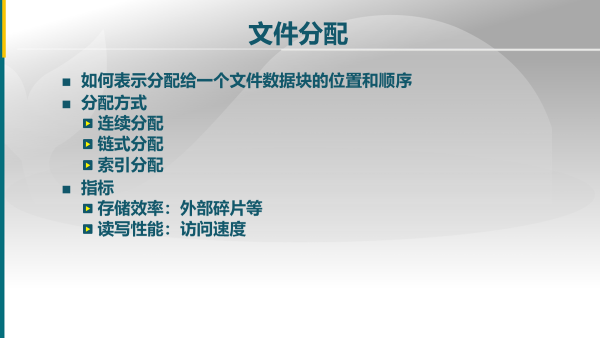 文件分配
如何表示分配给一个文件数据块的位置和顺序
分配方式
连续分配
链式分配
索引分配
指标
存储效率：外部碎片等
读写性能：访问速度